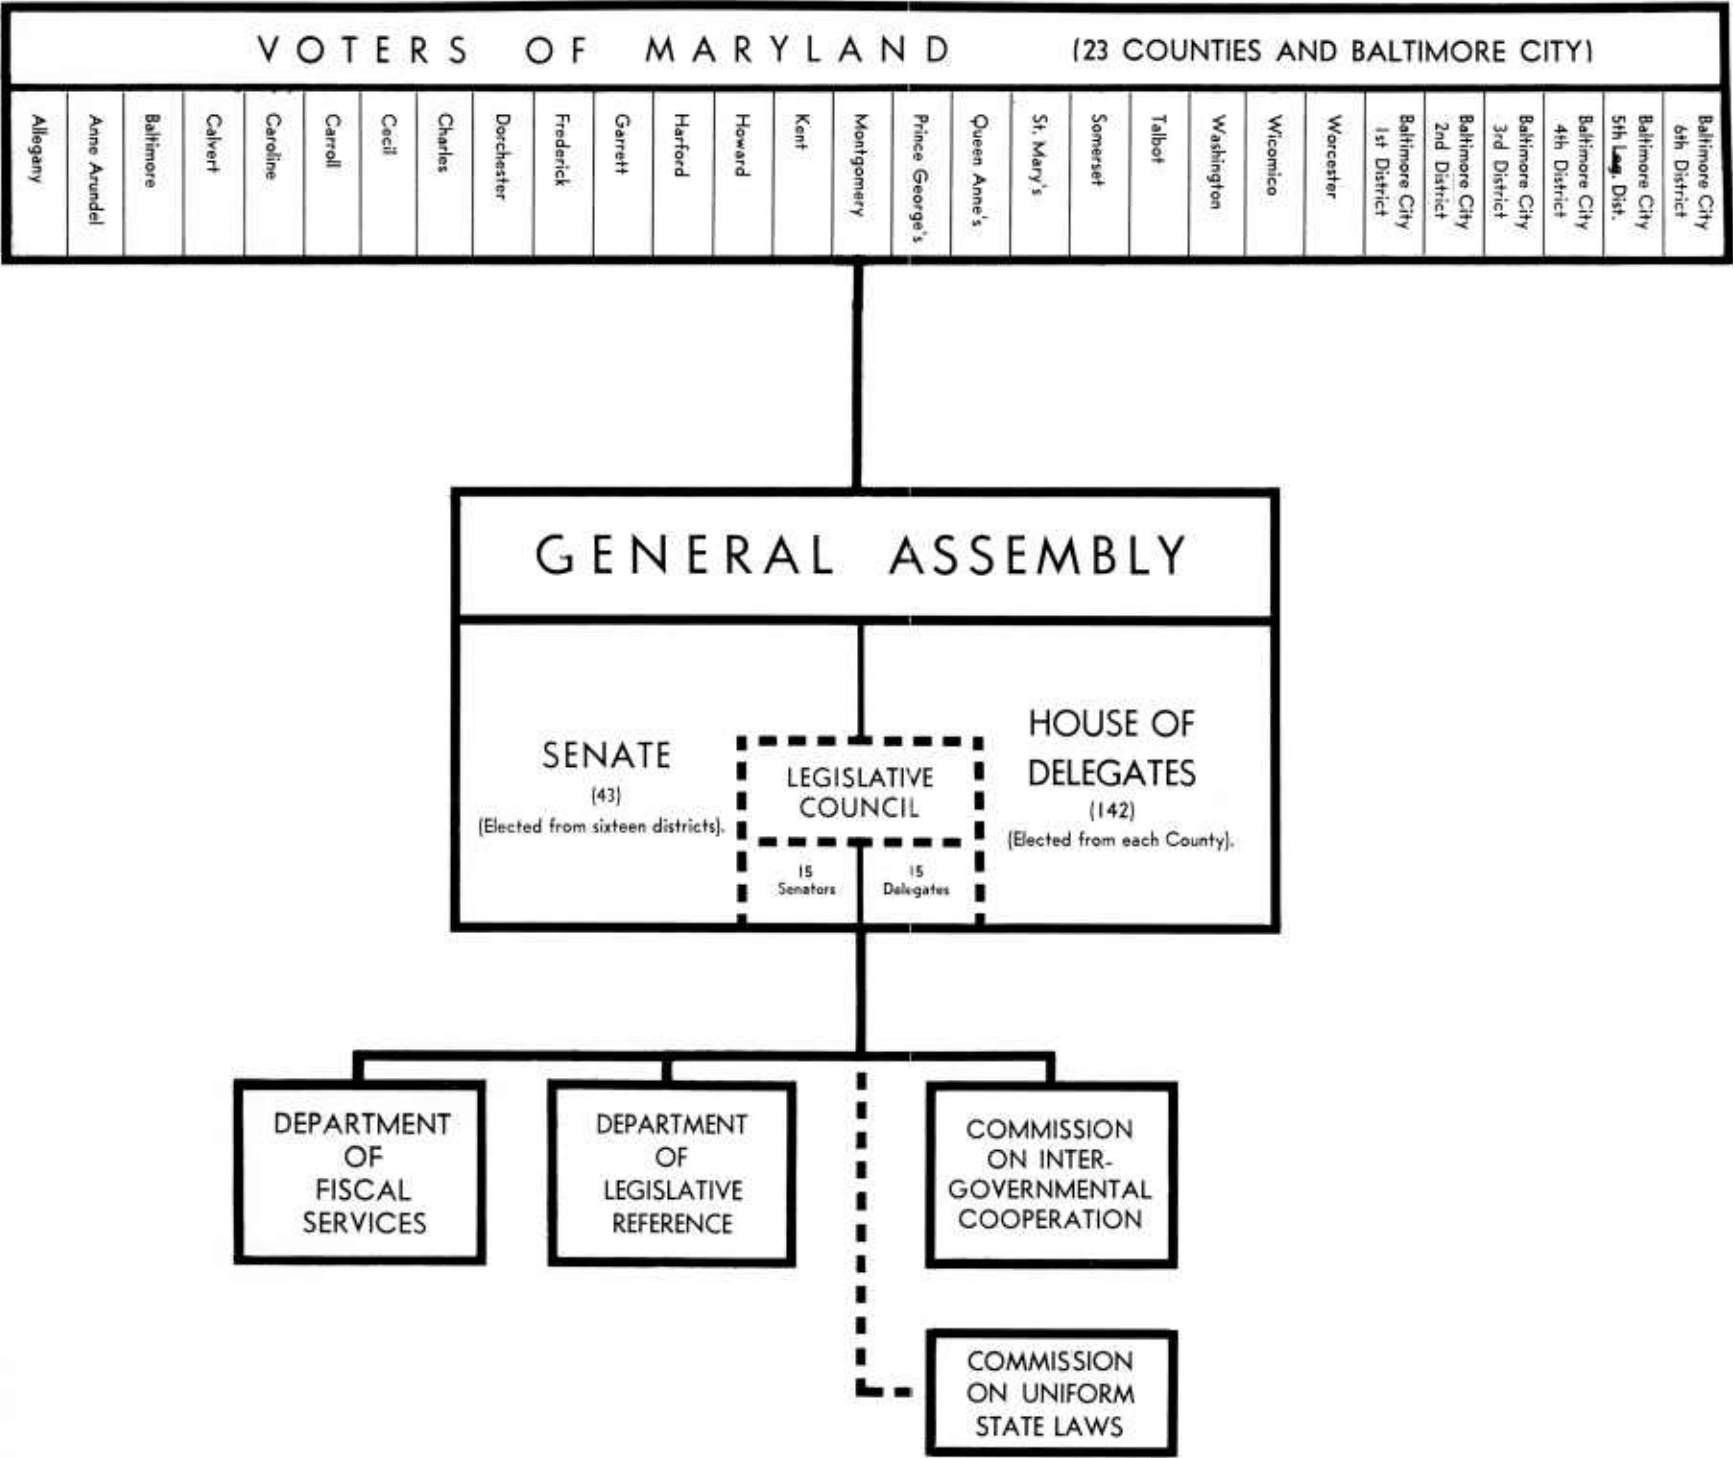 VOTERS OF MARYLAND (23 COUNTIES AND BALTIMORE CITY)
Allegany
Anne Arundel
Baltimore
Calvert
Caroline
Carroll
Cecil
Charles
Dorchester
Frederick
Garrett
Harford
Howard
Kent
Montgomery
Prince George's
Queen Anne's
St. Mary's
Somerset
Talbot
Washington
Wicomico
Worcester
Baltimore City
1st District
Baltimore City
2nd District
Baltimore City
3rd District
Baltimore City
4th District
Baltimore City
5th Leg. Dist.
Baltimore City
6th District
GENERAL ASSEMBLY
SENATE
(43)
(Elected from sixteen districts).
LEGISLATIVE
COUNCIL
15
Senators
15
Delegates
HOUSE OF
DELEGATES
(142)
(Elected from each County).
DEPARTMENT
OF
FISCAL
SERVICES
DEPARTMENT
OF
LEGISLATIVE
REFERENCE
COMMISSION
ON INTER-
GOVERNMENTAL
COOPERATION
COMMISSION
ON UNIFORM
STATE LAWS